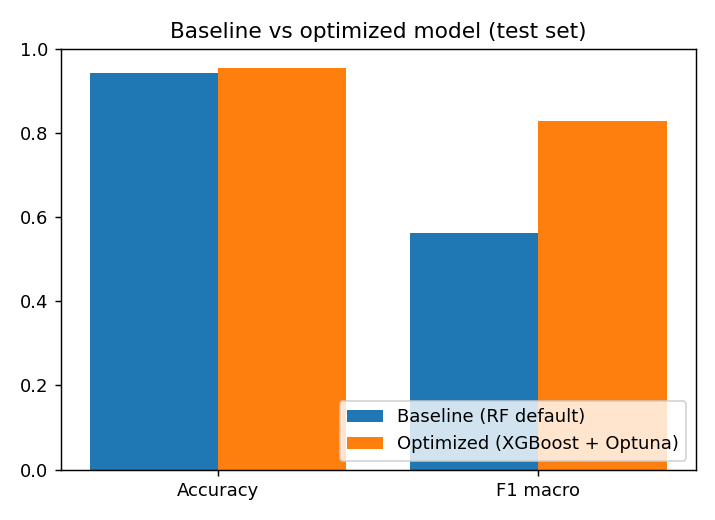 Baseline vs optimized model (test set)
1.0
0.8
0.6
0.4
0.2
0.0
Baseline (RF default)
Optimized (XGBoost + Optuna)
Accuracy
F1 macro